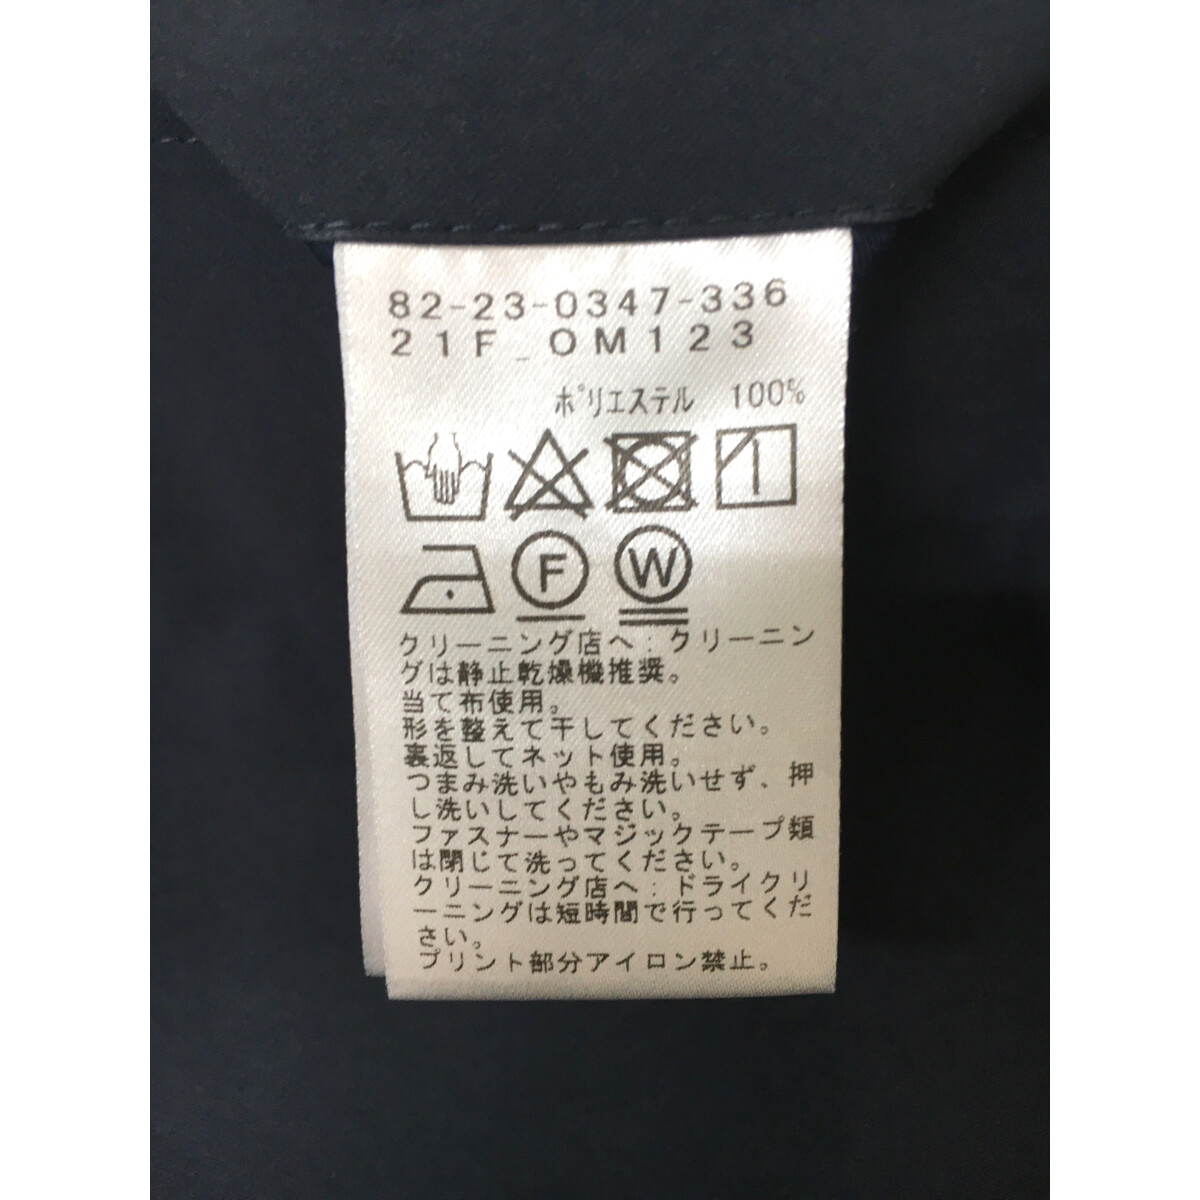 82-23-0347-336
21F_OM123
ポリエステル 100%
F W
クリーニング店へ:クリーニン
グは静止乾燥機推奨。
当て布使用。
形を整えて干してください。
裏返してネット使用。
つまみ洗いやもみ洗いせず、押
し洗いしてください。
ファスナーやマジックテープ類
は閉じて洗ってください。
クリーニング店へ:ドライクリ
ーニングは短時間で行ってくだ
さい。
プリント部分アイロン禁止。